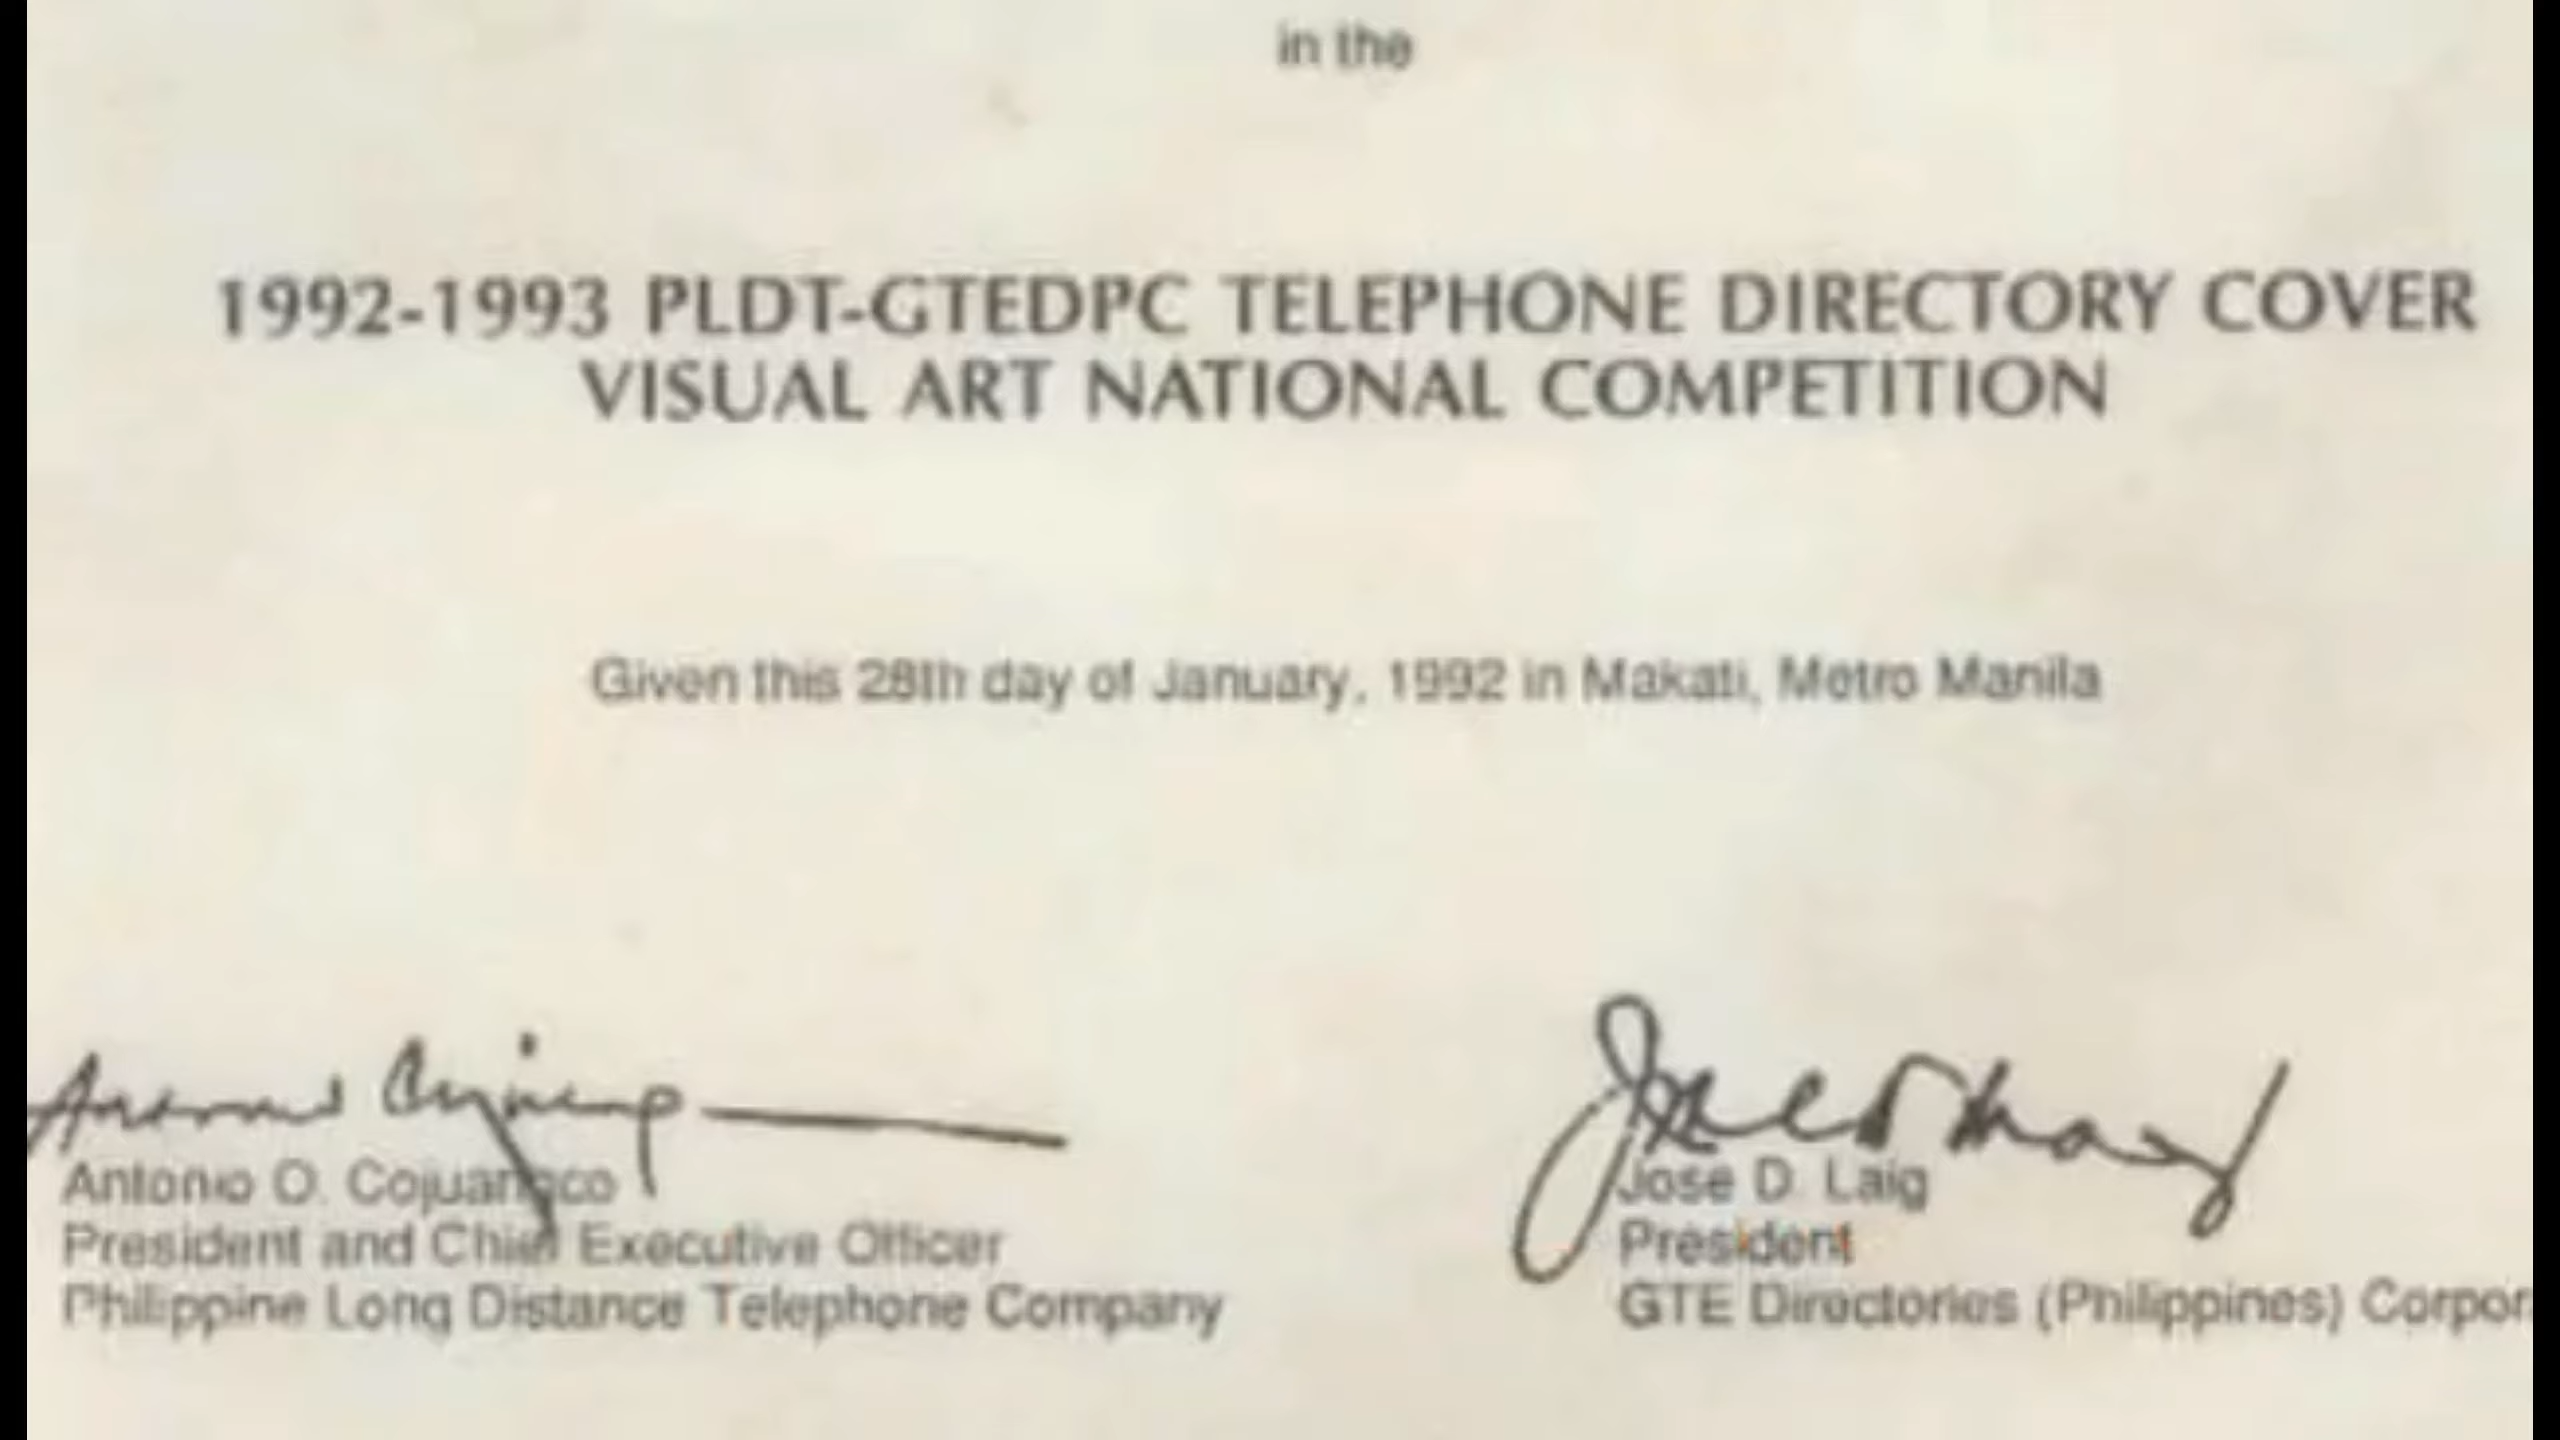 in the
1992-1993 PLDT-GTEDPC TELEPHONE DIRECTORY COVER
VISUAL ART NATIONAL COMPETITION
Given this 28th day of January, 1992 in Makati, Metro Manila
Antonio O. Cojuangco
Jose D. Laig
President and Chief Executive Officer
President
Philippine Long Distance Telephone Company
GTE Directories (Philippines) Corpor